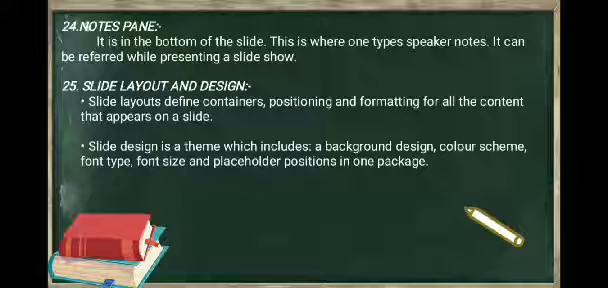 24.NOTES PANE:-
It is in the bottom of the slide. This is where one types speaker notes. It can
be referred while presenting a slide show.
25. SLIDE LAYOUT AND DESIGN:-
• Slide layouts define containers, positioning and formatting for all the content
that appears on a slide.
• Slide design is a theme which includes: a background design, colour scheme,
font type, font size and placeholder positions in one package.